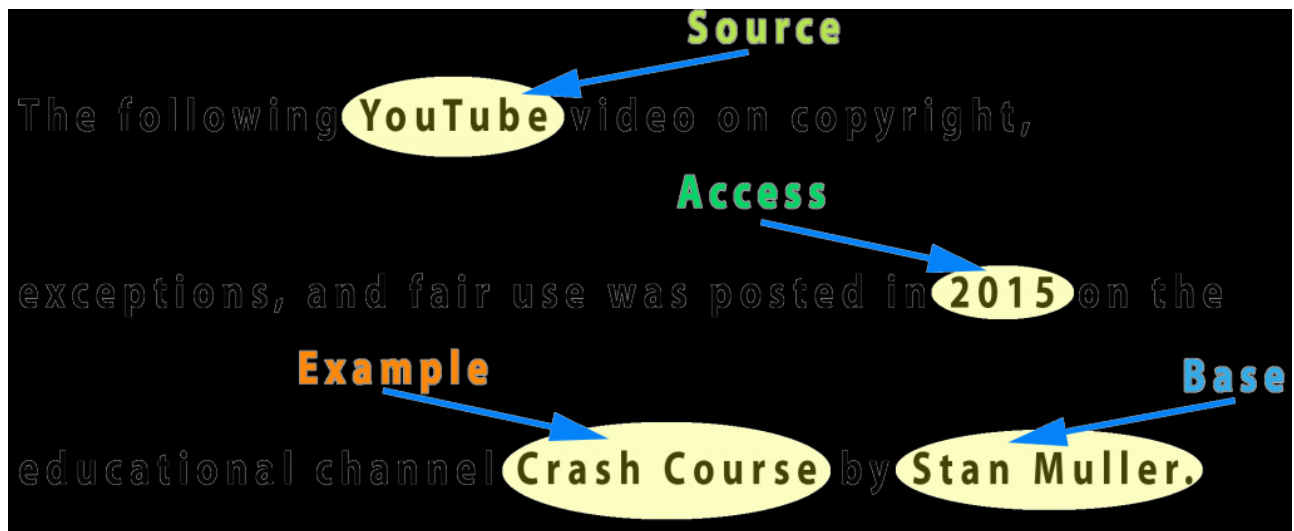 Source
The following YouTube video on copyright,
Access
exceptions, and fair use was posted in 2015 on the
Example
Base
educational channel Crash Course by Stan Muller.